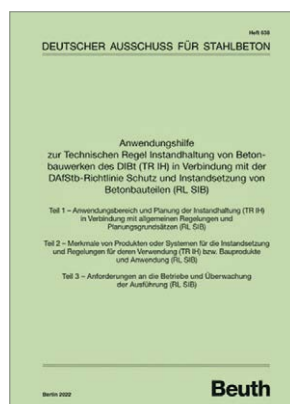 Heft 638
DEUTSCHER AUSSCHUSS FÜR STAHLBETON
Anwendungshilfe
zur Technischen Regel Instandhaltung von Beton-
bauwerken des DIBt (TR IH) in Verbindung mit der
DAfStb-Richtlinie Schutz und Instandsetzung von
Betonbauteilen (RL SIB)
Teil 1 – Anwendungsbereich und Planung der Instandhaltung (TR IH)
in Verbindung mit allgemeinen Regelungen und
Planungsgrundsätzen (RL SIB)
Teil 2 – Merkmale von Produkten oder Systemen für die Instandsetzung
und Regelungen für deren Verwendung (TR IH) bzw. Bauprodukte
und Anwendung (RL SIB)
Teil 3 – Anforderungen an die Betriebe und Überwachung
der Ausführung (RL SIB)
Berlin 2022
Beuth